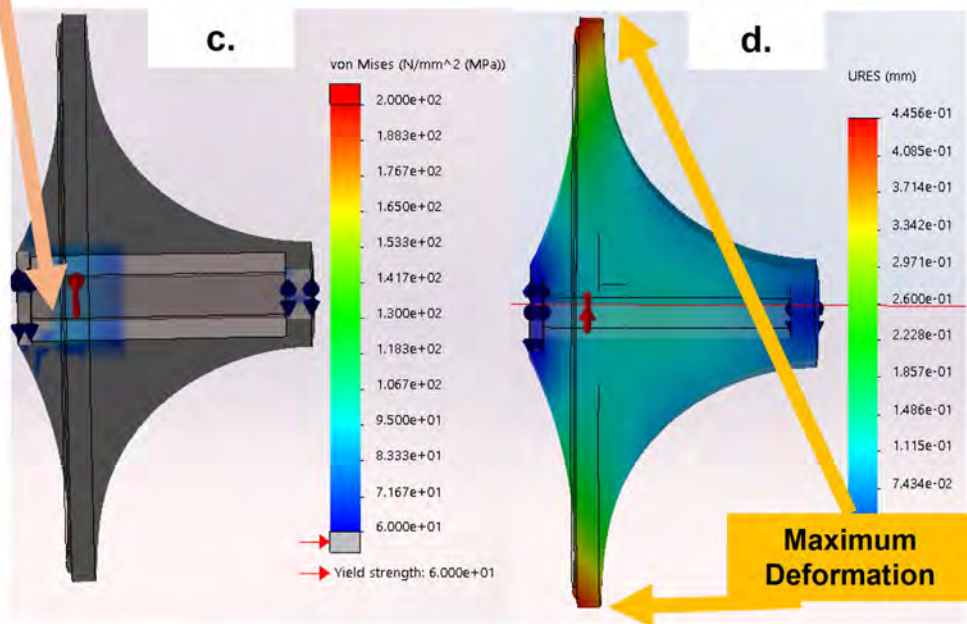 c.
von Mises (N/mm^2 (MPa))
2.000e+02
1.883e+02
1.767e+02
1.650e+02
1.533e+02
1.417e+02
1.300e+02
1.183e+02
1.067e+02
9.500e+01
8.333e+01
7.167e+01
6.000e+01
Yield strength: 6.000e+01
d.
URES (mm)
4.456e-01
4.085e-01
3.714e-01
3.342e-01
2.971e-01
2.600e-01
2.228e-01
1.857e-01
1.486e-01
1.115e-01
7.434e-02
Maximum
Deformation